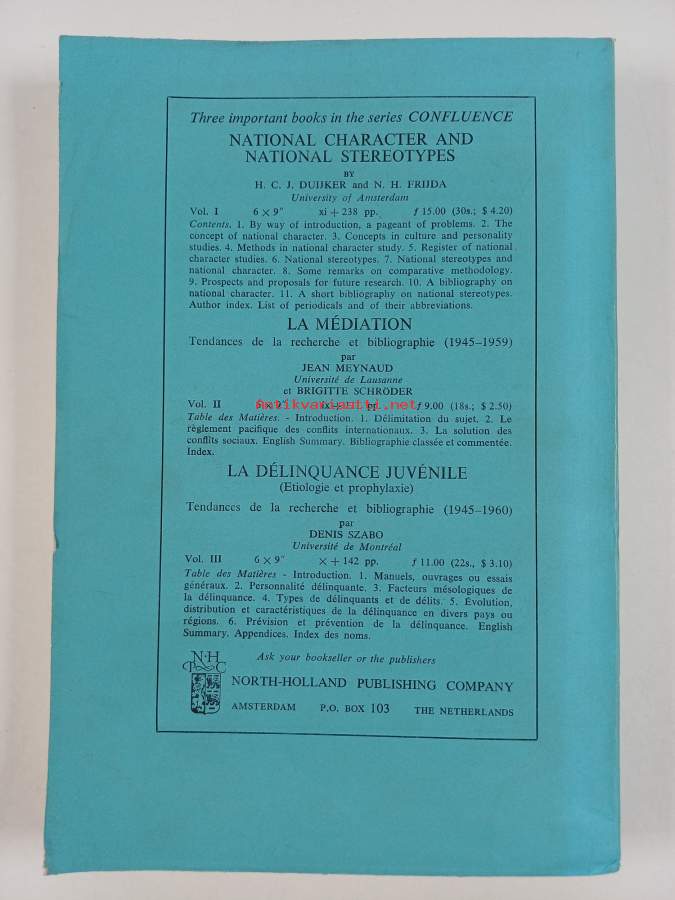 Three important books in the series CONFLUENCE
NATIONAL CHARACTER AND
NATIONAL STEREOTYPES
BY
H. C. J. DUIJKER and N. H. FRIJDA
University of Amsterdam
Vol. I 6 × 9" xi + 238 pp. f 15.00 (30s.; $ 4.20)
Contents. 1. By way of introduction, a pageant of problems. 2. The
concept of national character. 3. Concepts in culture and personality
studies. 4. Methods in national character study. 5. Register of national
character studies. 6. National stereotypes. 7. National stereotypes and
national character. 8. Some remarks on comparative methodology.
9. Prospects and proposals for future research. 10. A bibliography on
national character. 11. A short bibliography on national stereotypes.
Author index. List of periodicals and of their abbreviations.
LA MÉDIATION
Tendances de la recherche et bibliographie (1945–1959)
par
JEAN MEYNAUD
Université de Lausanne
et BRIGITTE SCHRÖDER
Antikvariaatti.net
Vol. II 6 × 9" pp. f 9.00 (18s.; $ 2.50)
Table des Matières. - Introduction. 1. Délimitation du sujet. 2. Le
règlement pacifique des conflits internationaux. 3. La solution des
conflits sociaux. English Summary. Bibliographie classée et commentée.
Index.
LA DÉLINQUANCE JUVÉNILE
(Etiologie et prophylaxie)
Tendances de la recherche et bibliographie (1945–1960)
par
DENIS SZABO
Université de Montréal
Vol. III 6 × 9" × + 142 pp. f 11.00 (22s., $ 3.10)
Table des Matières - Introduction. 1. Manuels, ouvrages ou essais
généraux. 2. Personnalité délinquante. 3. Facteurs mésologiques de
la délinquance. 4. Types de délinquants et de délits. 5. Évolution,
distribution et caractéristiques de la délinquance en divers pays ou
régions. 6. Prévision et prévention de la délinquance. English
Summary. Appendices. Index des noms.
N·H
P C
Ask your bookseller or the publishers
NORTH-HOLLAND PUBLISHING COMPANY
AMSTERDAM P.O. BOX 103 THE NETHERLANDS